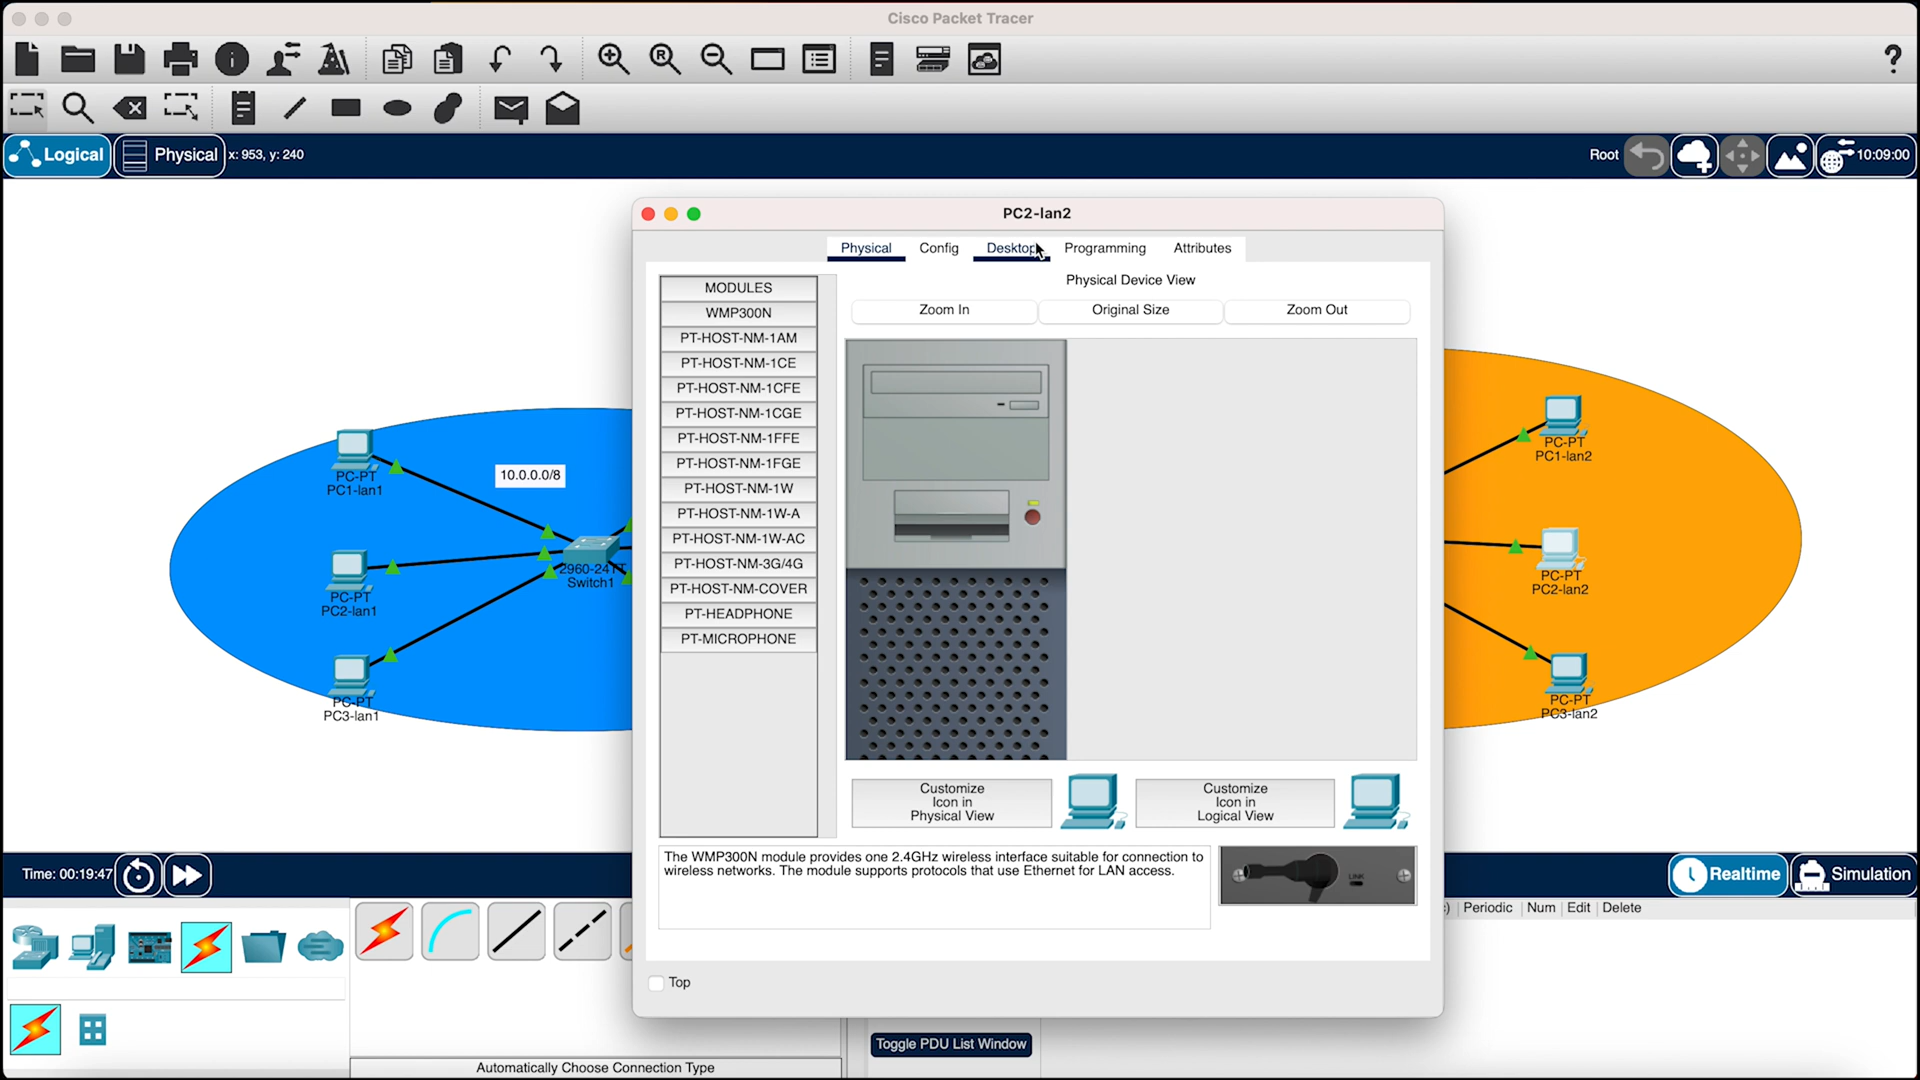 Cisco Packet Tracer
Logical
Physical
x: 953, y: 240
Root
10:09:00
PC2-lan2
Physical
Config
Desktop
Programming
Attributes
MODULES
WMP300N
PT-HOST-NM-1AM
PT-HOST-NM-1CE
PT-HOST-NM-1CFE
PT-HOST-NM-1CGE
PT-HOST-NM-1FFE
PT-HOST-NM-1FGE
PT-HOST-NM-1W
PT-HOST-NM-1W-A
PT-HOST-NM-1W-AC
PT-HOST-NM-3G/4G
PT-HOST-NM-COVER
PT-HEADPHONE
PT-MICROPHONE
Physical Device View
Zoom In
Original Size
Zoom Out
Customize
Icon in
Physical View
Customize
Icon in
Logical View
The WMP300N module provides one 2.4GHz wireless interface suitable for connection to
wireless networks. The module supports protocols that use Ethernet for LAN access.
LINK
Top
PC-PT
PC1-lan1
10.0.0.0/8
PC-PT
PC2-lan1
2960-24TT
Switch1
PC-PT
PC3-lan1
PC-PT
PC1-lan2
PC-PT
PC2-lan2
PC-PT
PC3-lan2
Time: 00:19:47
Realtime
Simulation
Periodic
Num
Edit
Delete
Toggle PDU List Window
Automatically Choose Connection Type